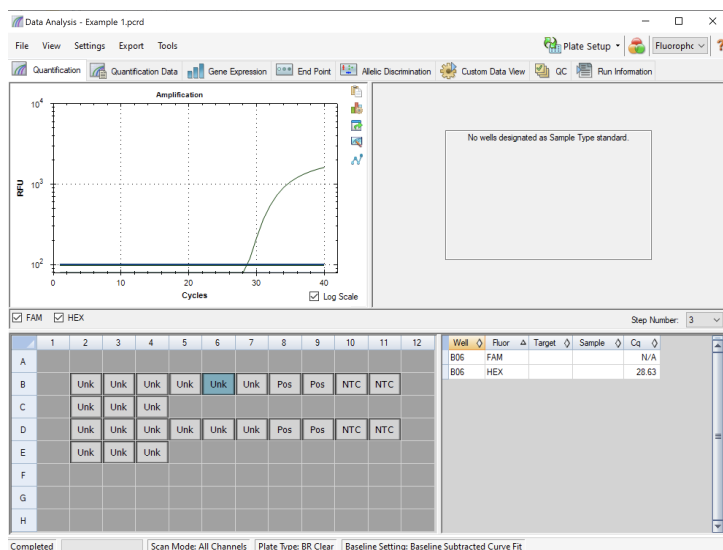 Data Analysis - Example 1.pcrd
File View Settings Export Tools Plate Setup Fluoropho ?
Quantification Quantification Data Gene Expression End Point Allelic Discrimination Custom Data View QC Run Information
Amplification
10^4
10^3
10^2
RFU
0 10 20 30 40
Cycles
Log Scale
No wells designated as Sample Type standard.
FAM HEX
Step Number: 3
1 2 3 4 5 6 7 8 9 10 11 12
A
B Unk Unk Unk Unk Unk Unk Pos Pos NTC NTC
C Unk Unk Unk
D Unk Unk Unk Unk Unk Unk Pos Pos NTC NTC
E Unk Unk Unk
F
G
H
Well Fluor Target Sample Cq
B06 FAM N/A
B06 HEX 28.63
Completed Scan Mode: All Channels Plate Type: BR Clear Baseline Setting: Baseline Subtracted Curve Fit